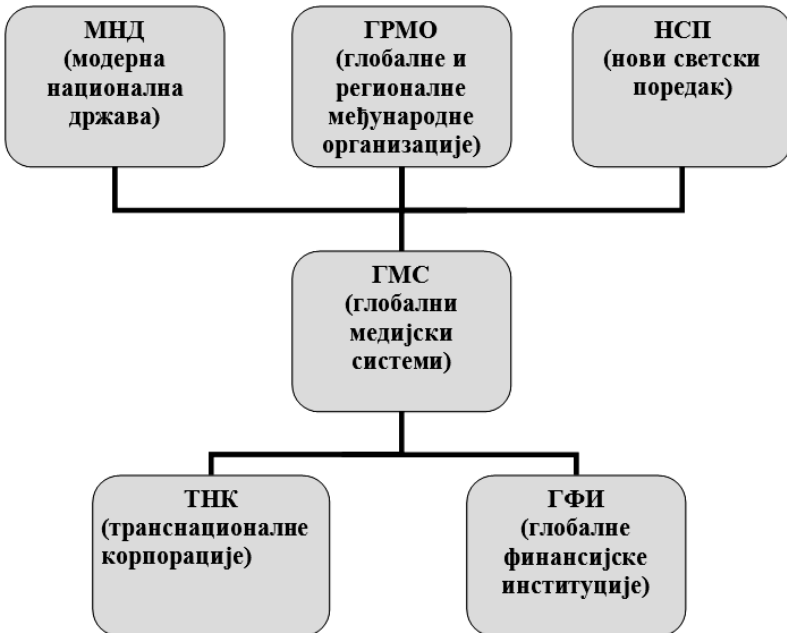 МНД
(модерна
национална
држава)
ГРМО
(глобалне и
регионалне
међународне
организације)
НСП
(нови светски
поредак)
ГМС
(глобални
медијски
системи)
ТНК
(транснационалне
корпорације)
ГФИ
(глобалне
финансијске
институције)